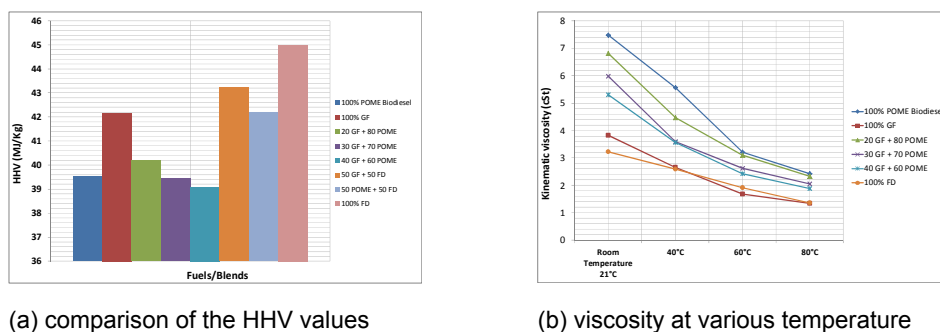 46
45
44
43
42
41
40
39
38
37
36
HHV (MJ/Kg)
Fuels/Blends
100% POME Biodiesel
100% GF
20 GF + 80 POME
30 GF + 70 POME
40 GF + 60 POME
50 GF + 50 FD
50 POME + 50 FD
100% FD
(a) comparison of the HHV values
8
7
6
5
4
3
2
1
0
Kinematic viscosity (cSt)
Room
Temperature
21°C
40°C
60°C
80°C
100% POME Biodiesel
100% GF
20 GF + 80 POME
30 GF + 70 POME
40 GF + 60 POME
100% FD
(b) viscosity at various temperature